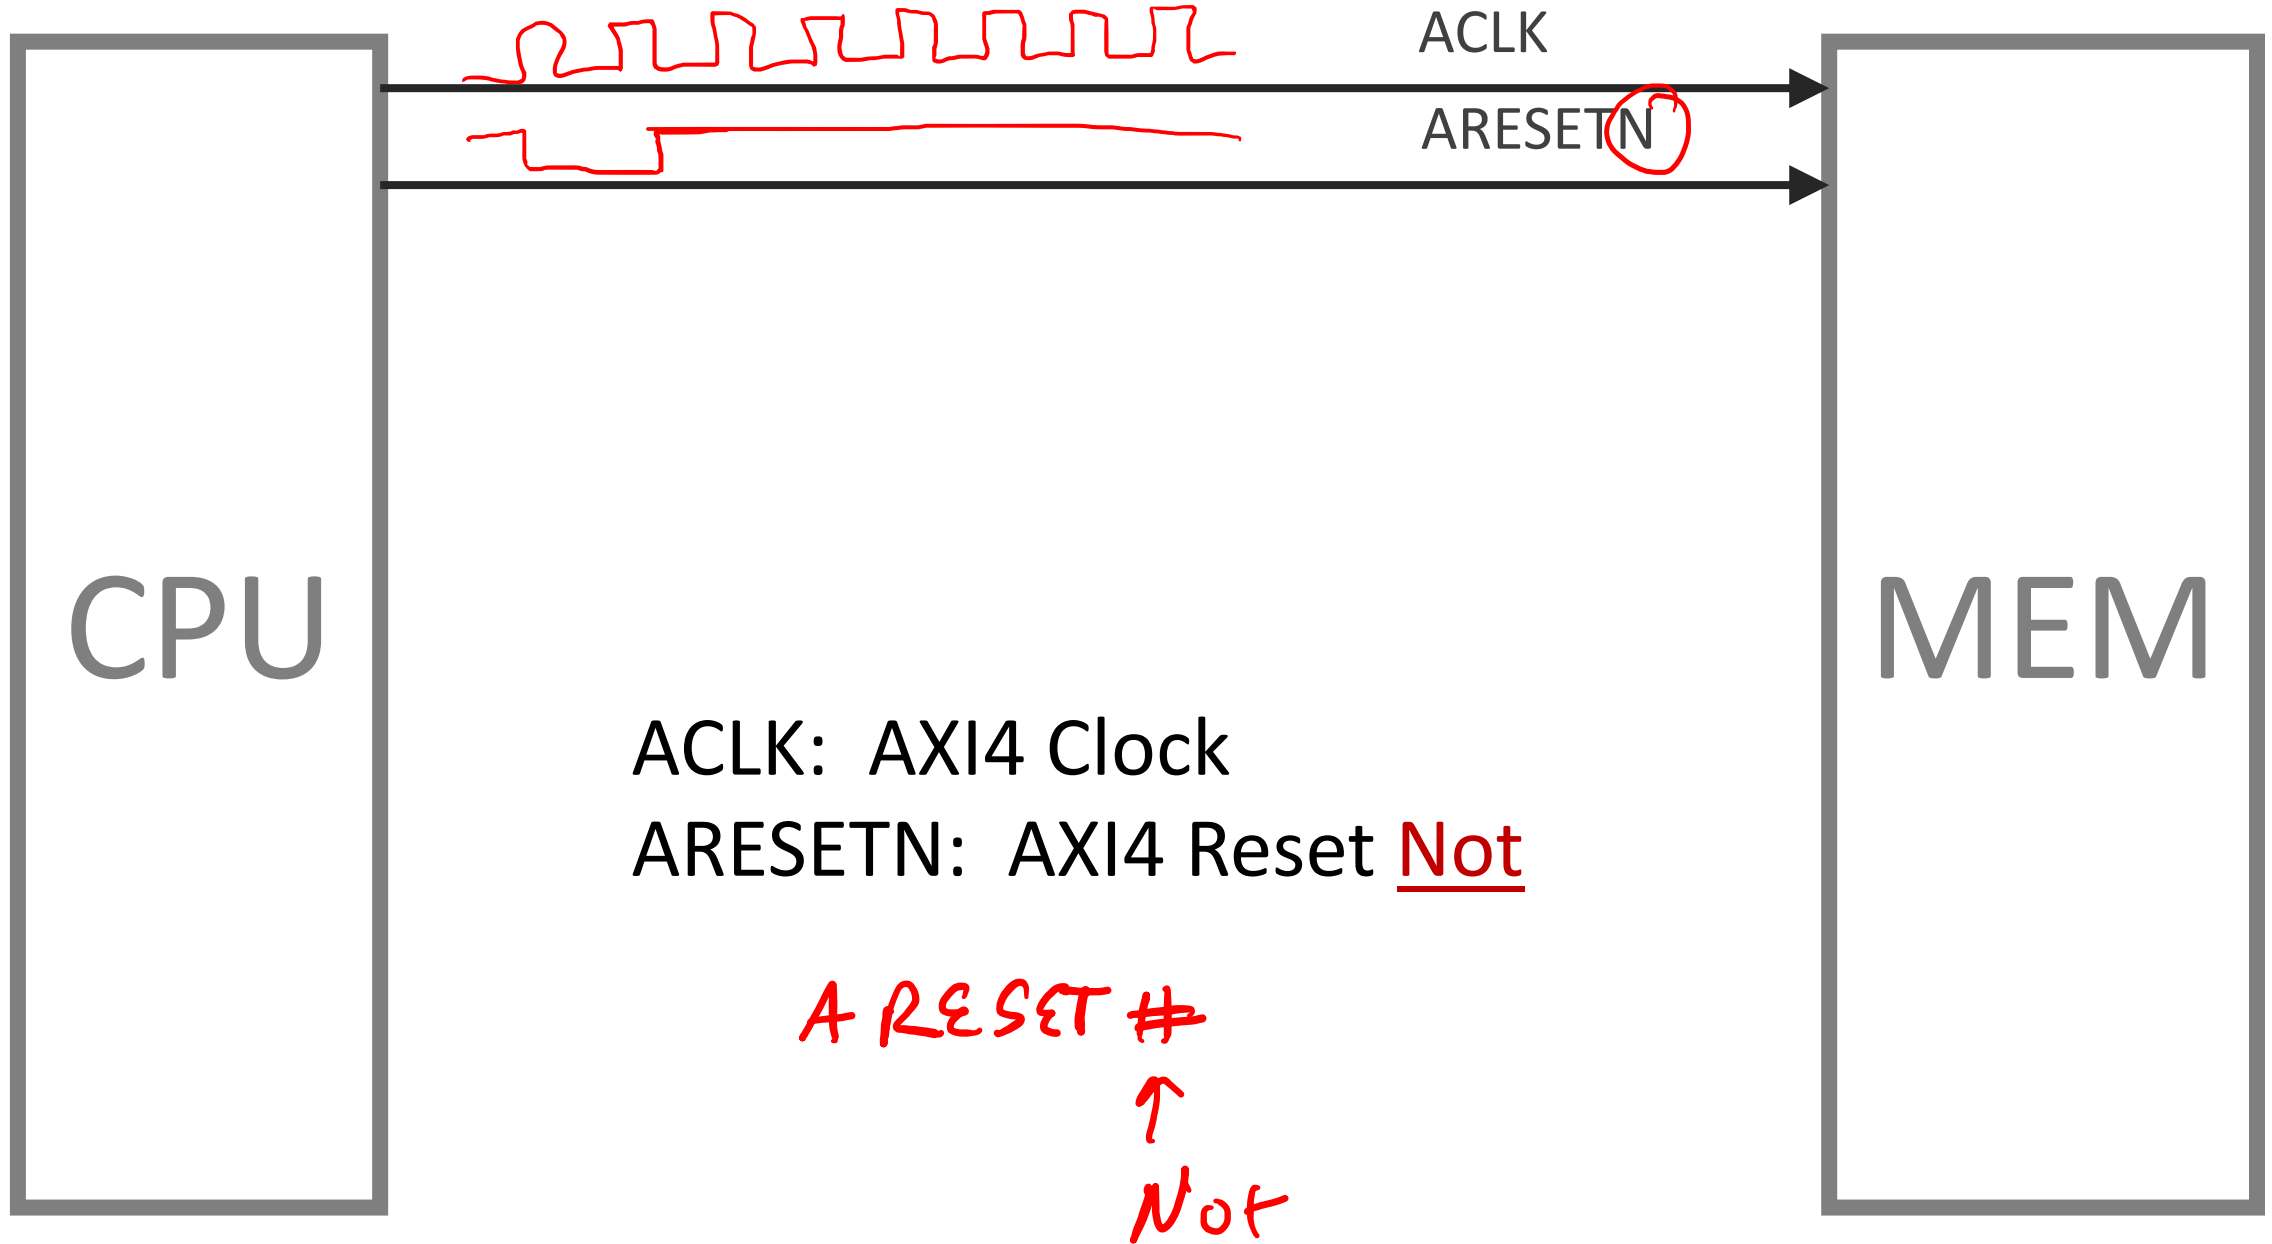 ACLK
ARESETN
CPU
MEM
ACLK: AXI4 Clock
ARESETN: AXI4 Reset Not
ARESET#
Not